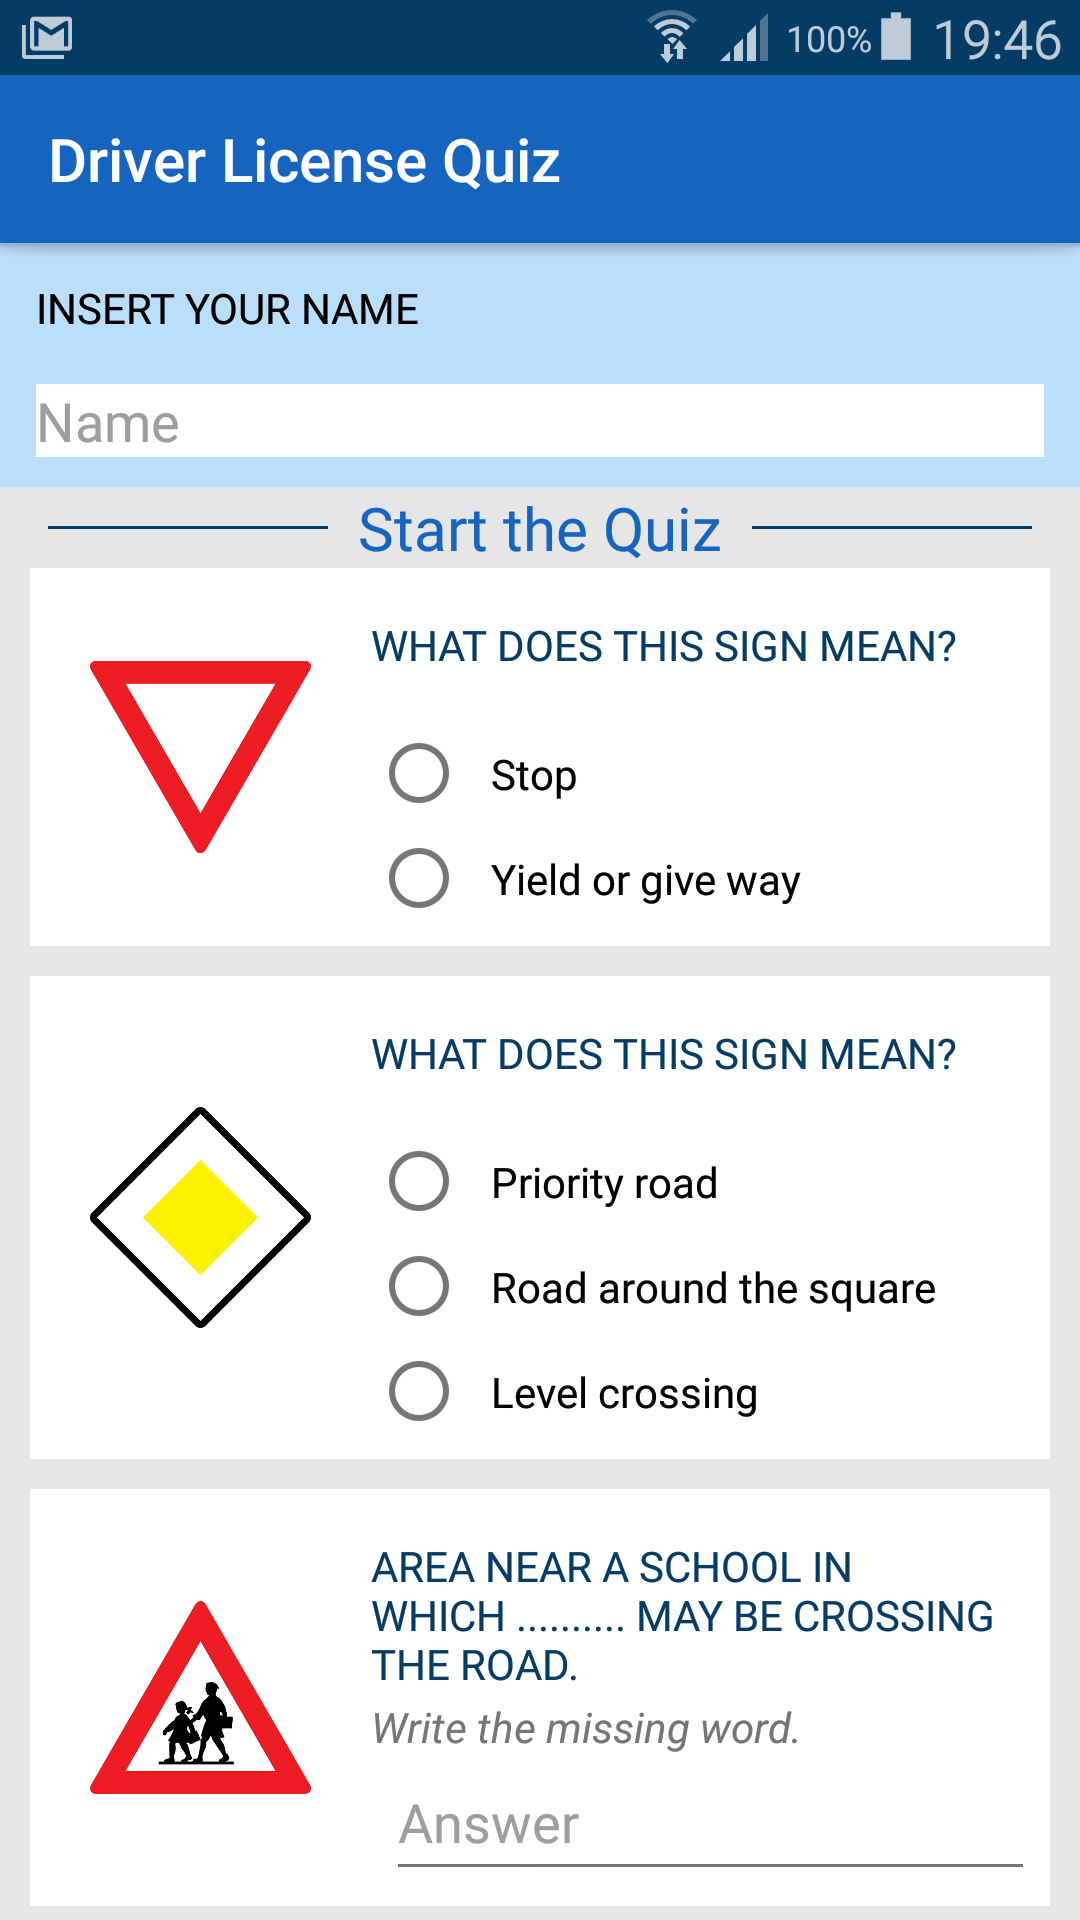 100% 19:46
Driver License Quiz
INSERT YOUR NAME
Name
Start the Quiz
WHAT DOES THIS SIGN MEAN?
Stop
Yield or give way
WHAT DOES THIS SIGN MEAN?
Priority road
Road around the square
Level crossing
AREA NEAR A SCHOOL IN
WHICH .......... MAY BE CROSSING
THE ROAD.
Write the missing word.
Answer